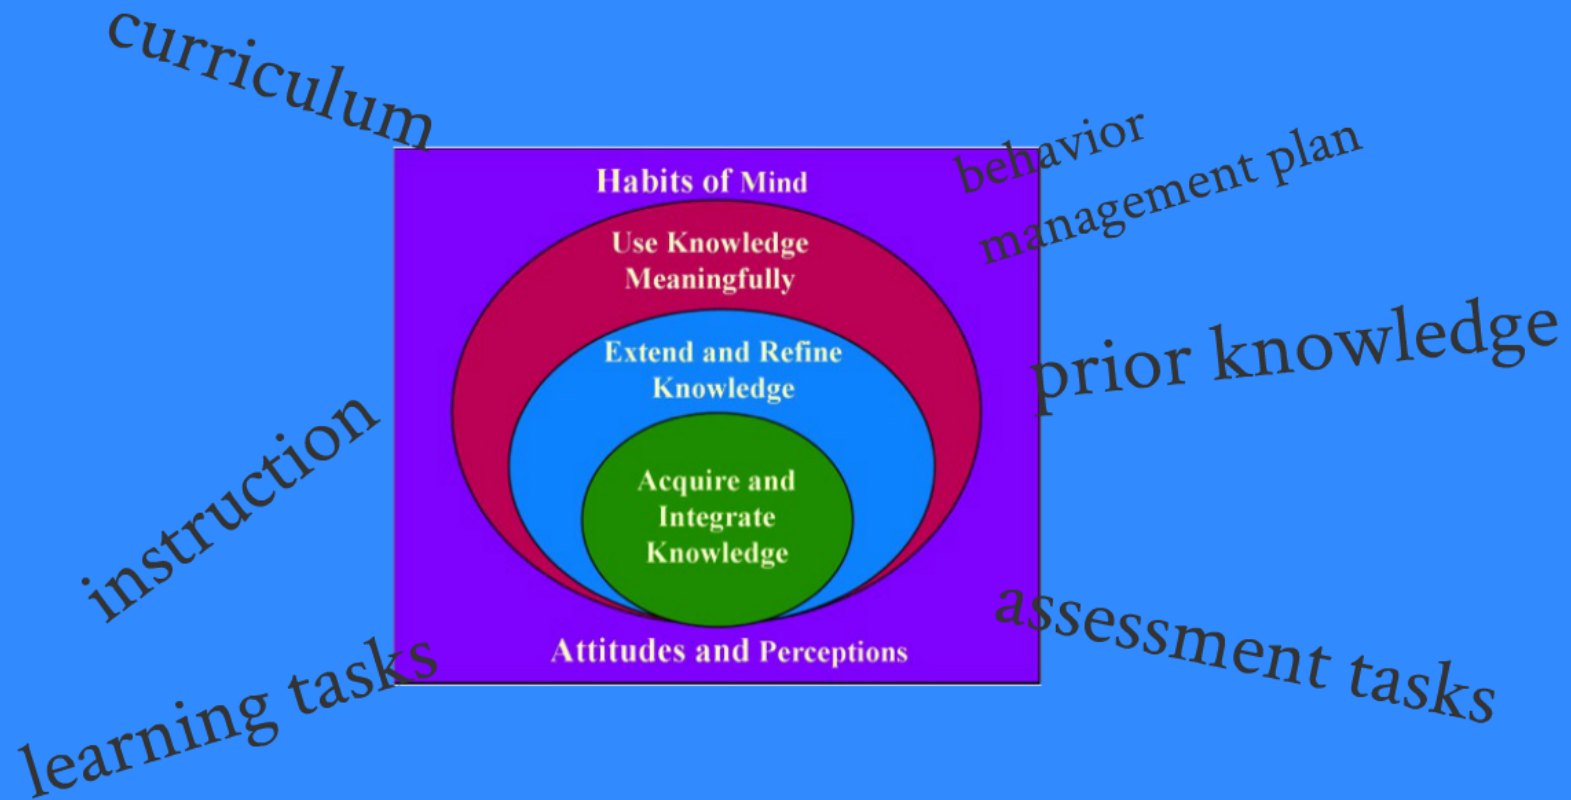 curriculum
behavior
management plan
Habits of Mind
Use Knowledge
Meaningfully
Extend and Refine
Knowledge
prior knowledge
Acquire and
Integrate
Knowledge
instruction
assessment tasks
Attitudes and Perceptions
learning tasks